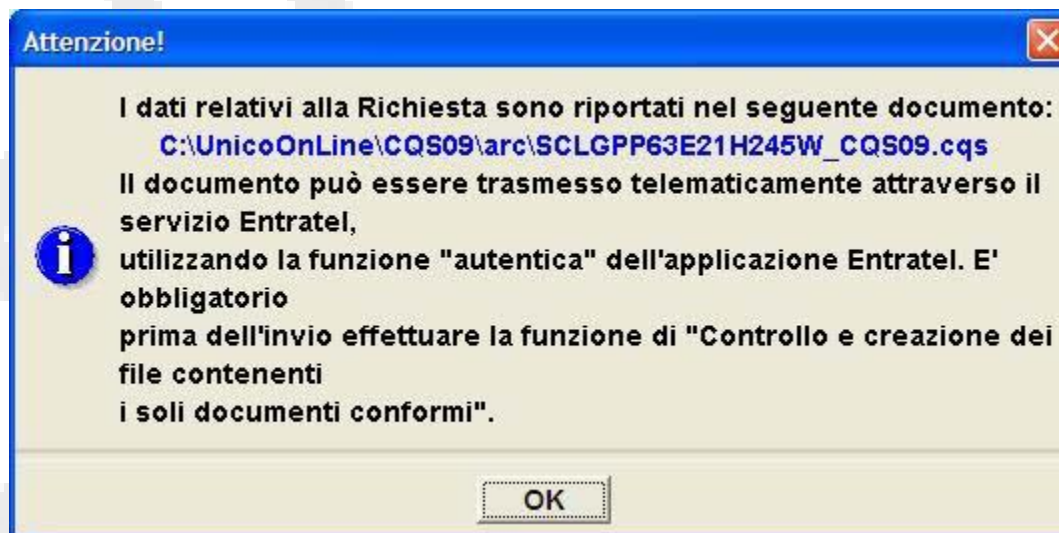 Attenzione!
I dati relativi alla Richiesta sono riportati nel seguente documento:
C:\UnicoOnLine\CQS09\arc\SCLGPP63E21H245W_CQS09.cqs
Il documento può essere trasmesso telematicamente attraverso il
servizio Entratel,
utilizzando la funzione "autentica" dell'applicazione Entratel. E'
obbligatorio
prima dell'invio effettuare la funzione di "Controllo e creazione dei
file contenenti
i soli documenti conformi".
OK